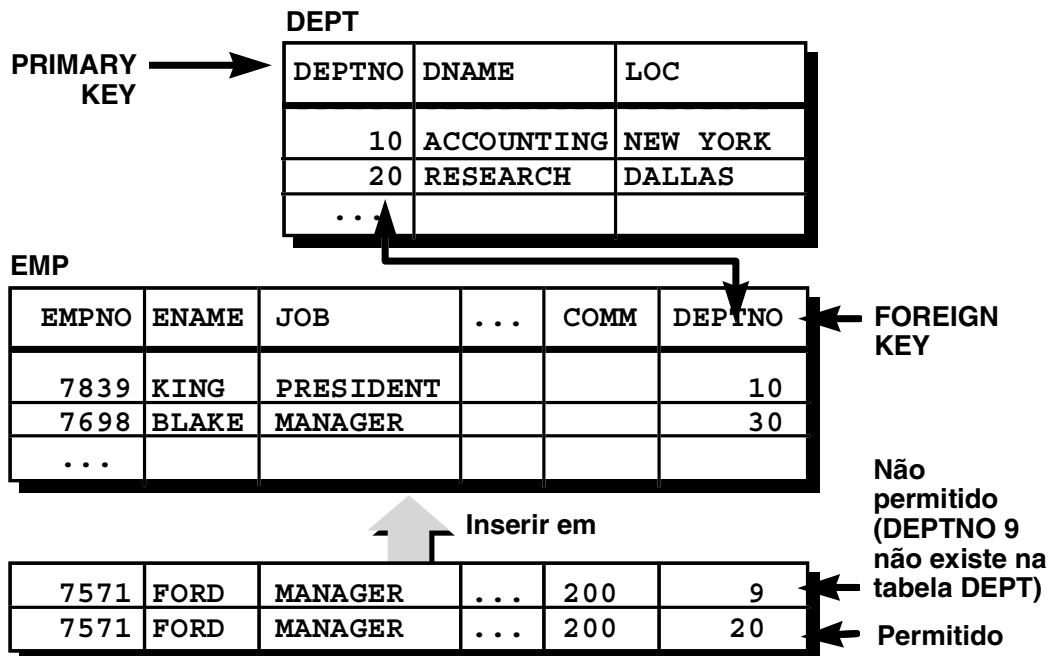 DEPT
PRIMARY KEY
DEPTNO DNAME LOC
10 ACCOUNTING NEW YORK
20 RESEARCH DALLAS
...
EMP
EMPNO ENAME JOB ... COMM DEPTNO
FOREIGN KEY
7839 KING PRESIDENT 10
7698 BLAKE MANAGER 30
...
Inserir em
Não
permitido
(DEPTNO 9
não existe na
tabela DEPT)
7571 FORD MANAGER ... 200 9
7571 FORD MANAGER ... 200 20
Permitido